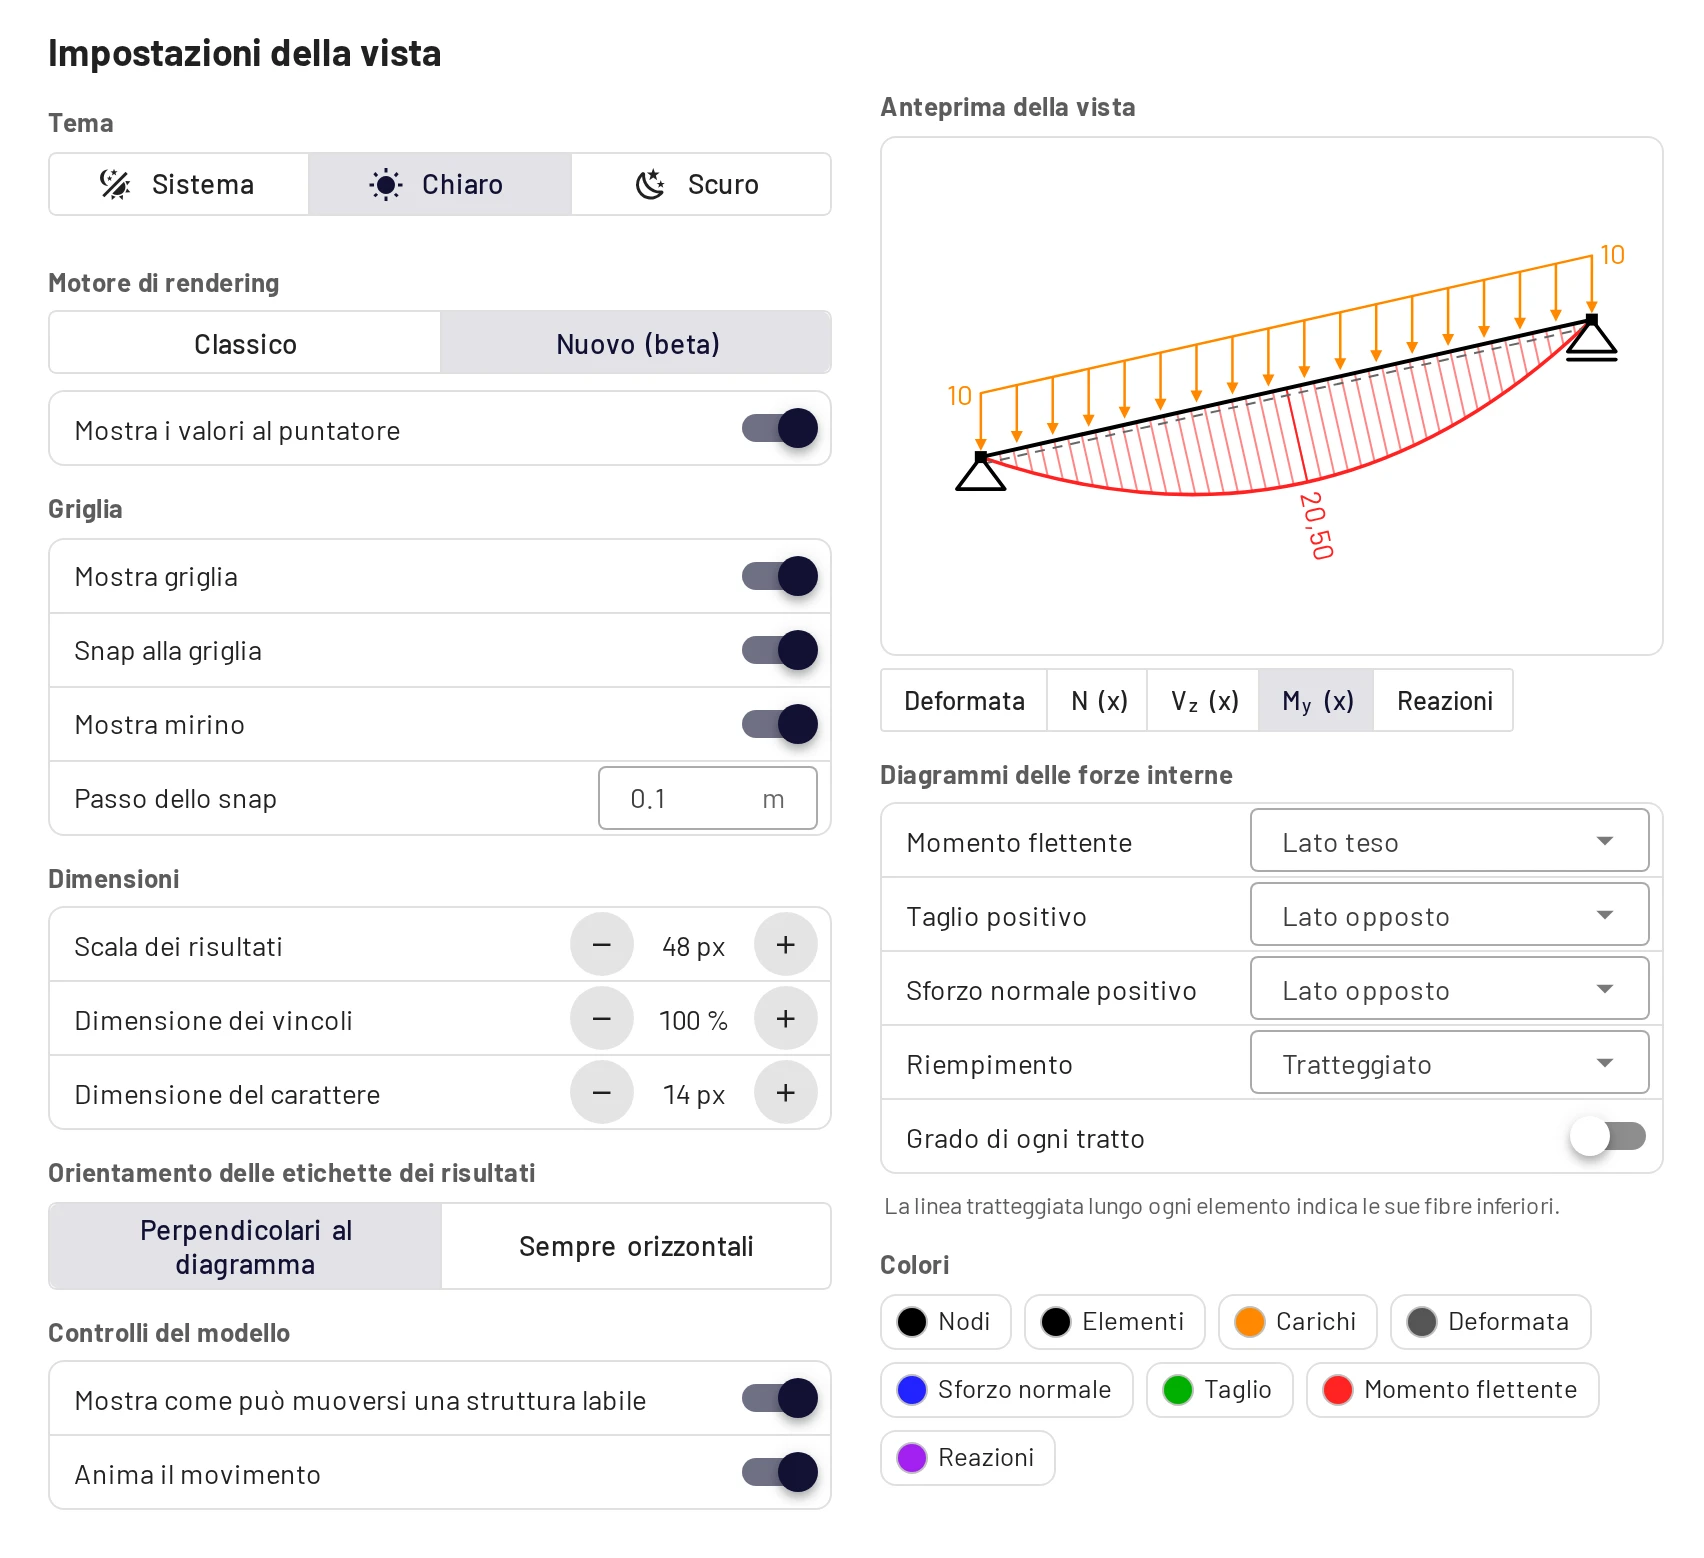 Impostazioni della vista
Tema
Sistema
Chiaro
Scuro
Motore di rendering
Classico
Nuovo (beta)
Mostra i valori al puntatore
Griglia
Mostra griglia
Snap alla griglia
Mostra mirino
Passo dello snap
0.1 m
Dimensioni
Scala dei risultati
− 48 px +
Dimensione dei vincoli
− 100 % +
Dimensione del carattere
− 14 px +
Orientamento delle etichette dei risultati
Perpendicolari al
diagramma
Sempre orizzontali
Controlli del modello
Mostra come può muoversi una struttura labile
Anima il movimento
Anteprima della vista
10
10
20,50
Deformata
N (x)
Vz (x)
My (x)
Reazioni
Diagrammi delle forze interne
Momento flettente
Lato teso
Taglio positivo
Lato opposto
Sforzo normale positivo
Lato opposto
Riempimento
Tratteggiato
Grado di ogni tratto
La linea tratteggiata lungo ogni elemento indica le sue fibre inferiori.
Colori
Nodi
Elementi
Carichi
Deformata
Sforzo normale
Taglio
Momento flettente
Reazioni